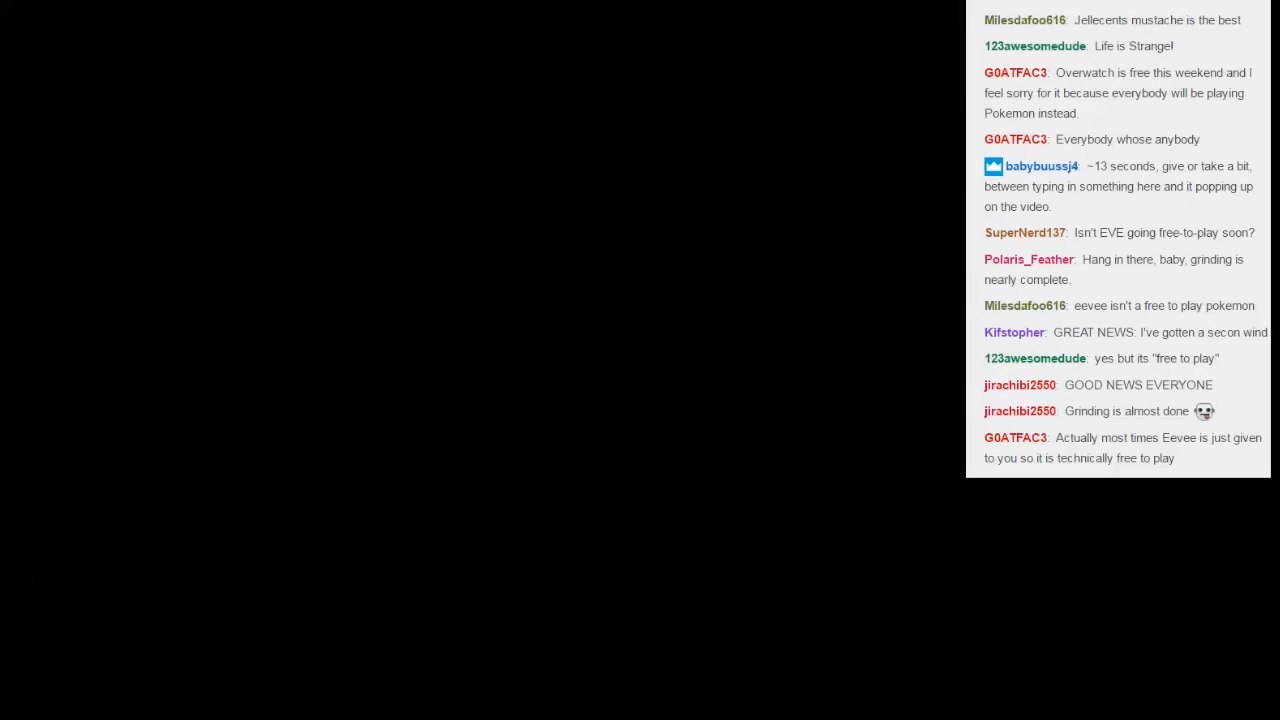 Milesdafoo616: Jellecents mustache is the best
123awesomedude: Life is Strange!
G0ATFAC3: Overwatch is free this weekend and I
feel sorry for it because everybody will be playing
Pokemon instead.
G0ATFAC3: Everybody whose anybody
babybuussj4: ~13 seconds, give or take a bit,
between typing in something here and it popping up
on the video.
SuperNerd137: Isn't EVE going free-to-play soon?
Polaris_Feather: Hang in there, baby, grinding is
nearly complete.
Milesdafoo616: eevee isn't a free to play pokemon
Kifstopher: GREAT NEWS: I've gotten a secon wind
123awesomedude: yes but its "free to play"
jirachibi2550: GOOD NEWS EVERYONE
jirachibi2550: Grinding is almost done
G0ATFAC3: Actually most times Eevee is just given
to you so it is technically free to play